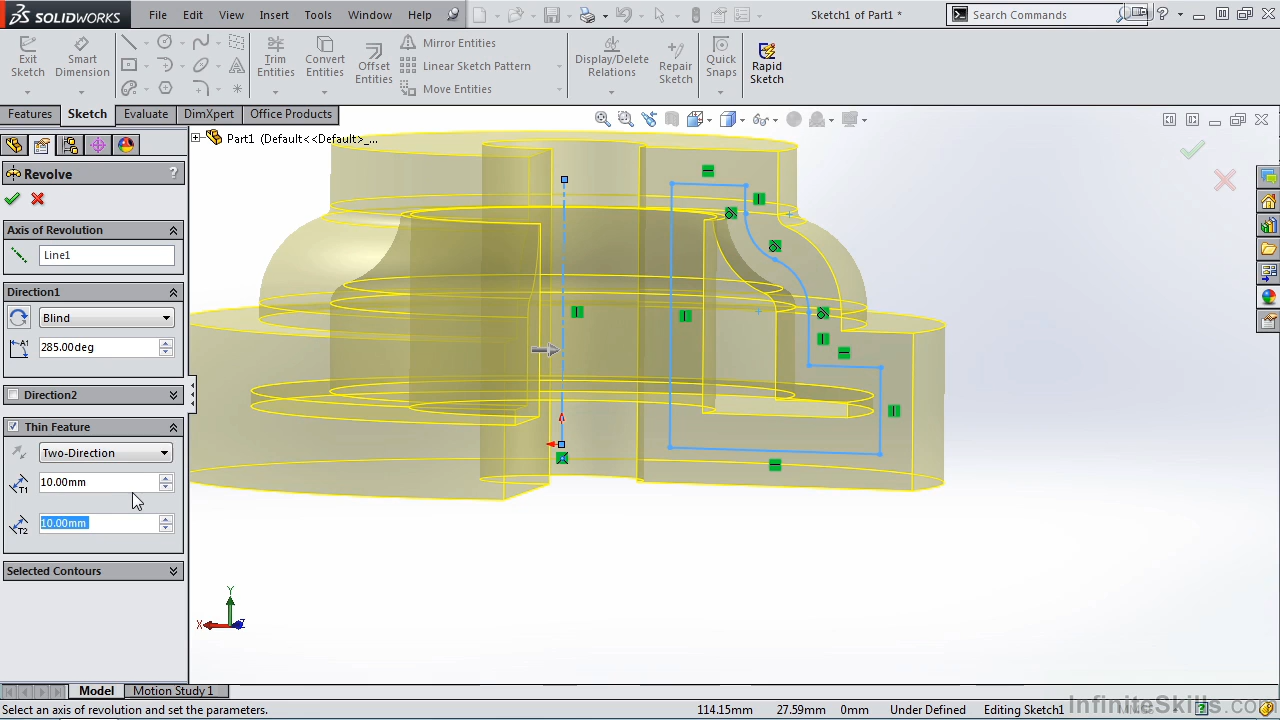 SOLIDWORKS File Edit View Insert Tools Window Help Sketch1 of Part1 * Search Commands ?
Exit Sketch
Smart Dimension
Trim Entities
Convert Entities
Offset Entities
Mirror Entities
Linear Sketch Pattern
Move Entities
Display/Delete Relations
Repair Sketch
Quick Snaps
Rapid Sketch
Features Sketch Evaluate DimXpert Office Products
Part1 (Default<<Default>_...
Revolve ?
Axis of Revolution
Line1
Direction1
Blind
A1 285.00deg
Direction2
Thin Feature
Two-Direction
T1 10.00mm
T2 10.00mm
Selected Contours
Y
X Z
Model Motion Study 1
Select an axis of revolution and set the parameters. 114.15mm 27.59mm 0mm Under Defined Editing Sketch1
InfiniteSkills.com